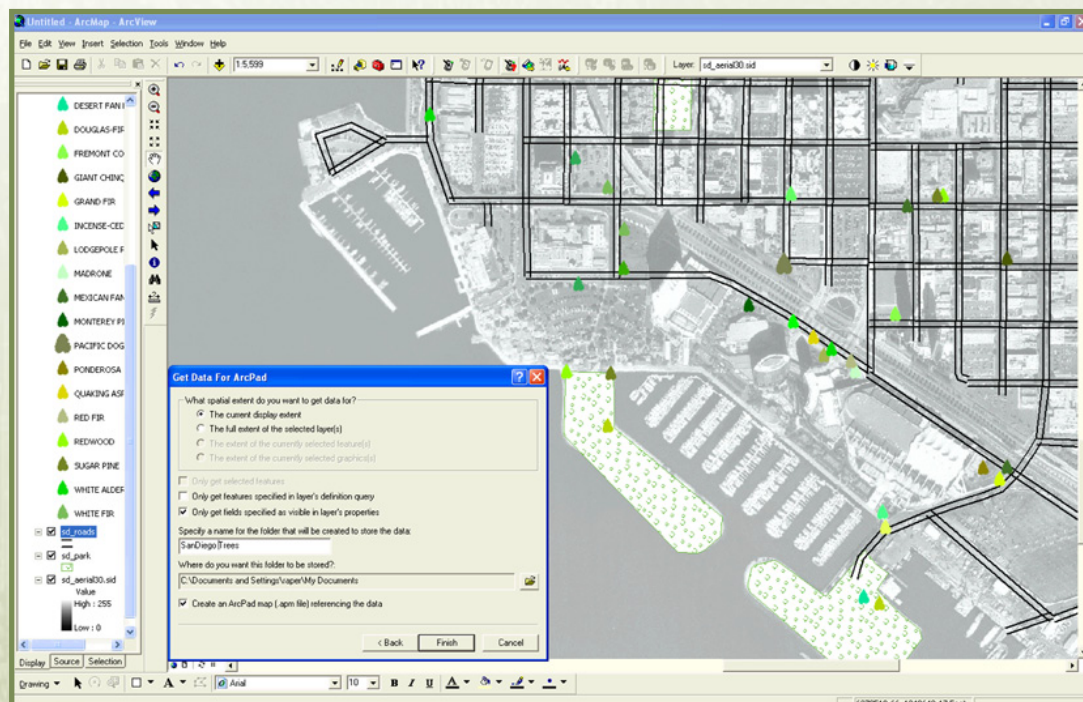 Untitled - ArcMap - ArcView
File Edit View Insert Selection Tools Window Help
1:5,599
Layer: sd_aerial30.sid
DESERT FAN
DOUGLAS-FIR
FREMONT CO
GIANT CHINQ
GRAND FIR
INCENSE-CED
LODGEPOLE P
MADRONE
MEXICAN FAN
MONTEREY PI
PACIFIC DOG
PONDEROSA
QUAKING ASP
RED FIR
REDWOOD
SUGAR PINE
WHITE ALDER
WHITE FIR
sd_roads
sd_park
sd_aerial30.sid
Value
High : 255
Low : 0
Display Source Selection
Get Data For ArcPad
What spatial extent do you want to get data for?
The current display extent
The full extent of the selected layer(s)
The extent of the currently selected feature(s)
The extent of the currently selected graphics(s)
Only get selected features
Only get features specified in layer's definition query
Only get fields specified as visible in layer's properties
Specify a name for the folder that will be created to store the data:
SanDiegoTrees
Where do you want this folder to be stored?:
C:\Documents and Settings\vaper\My Documents
Create an ArcPad map (.apm file) referencing the data
< Back Finish Cancel
Drawing A Arial 10 B I U A